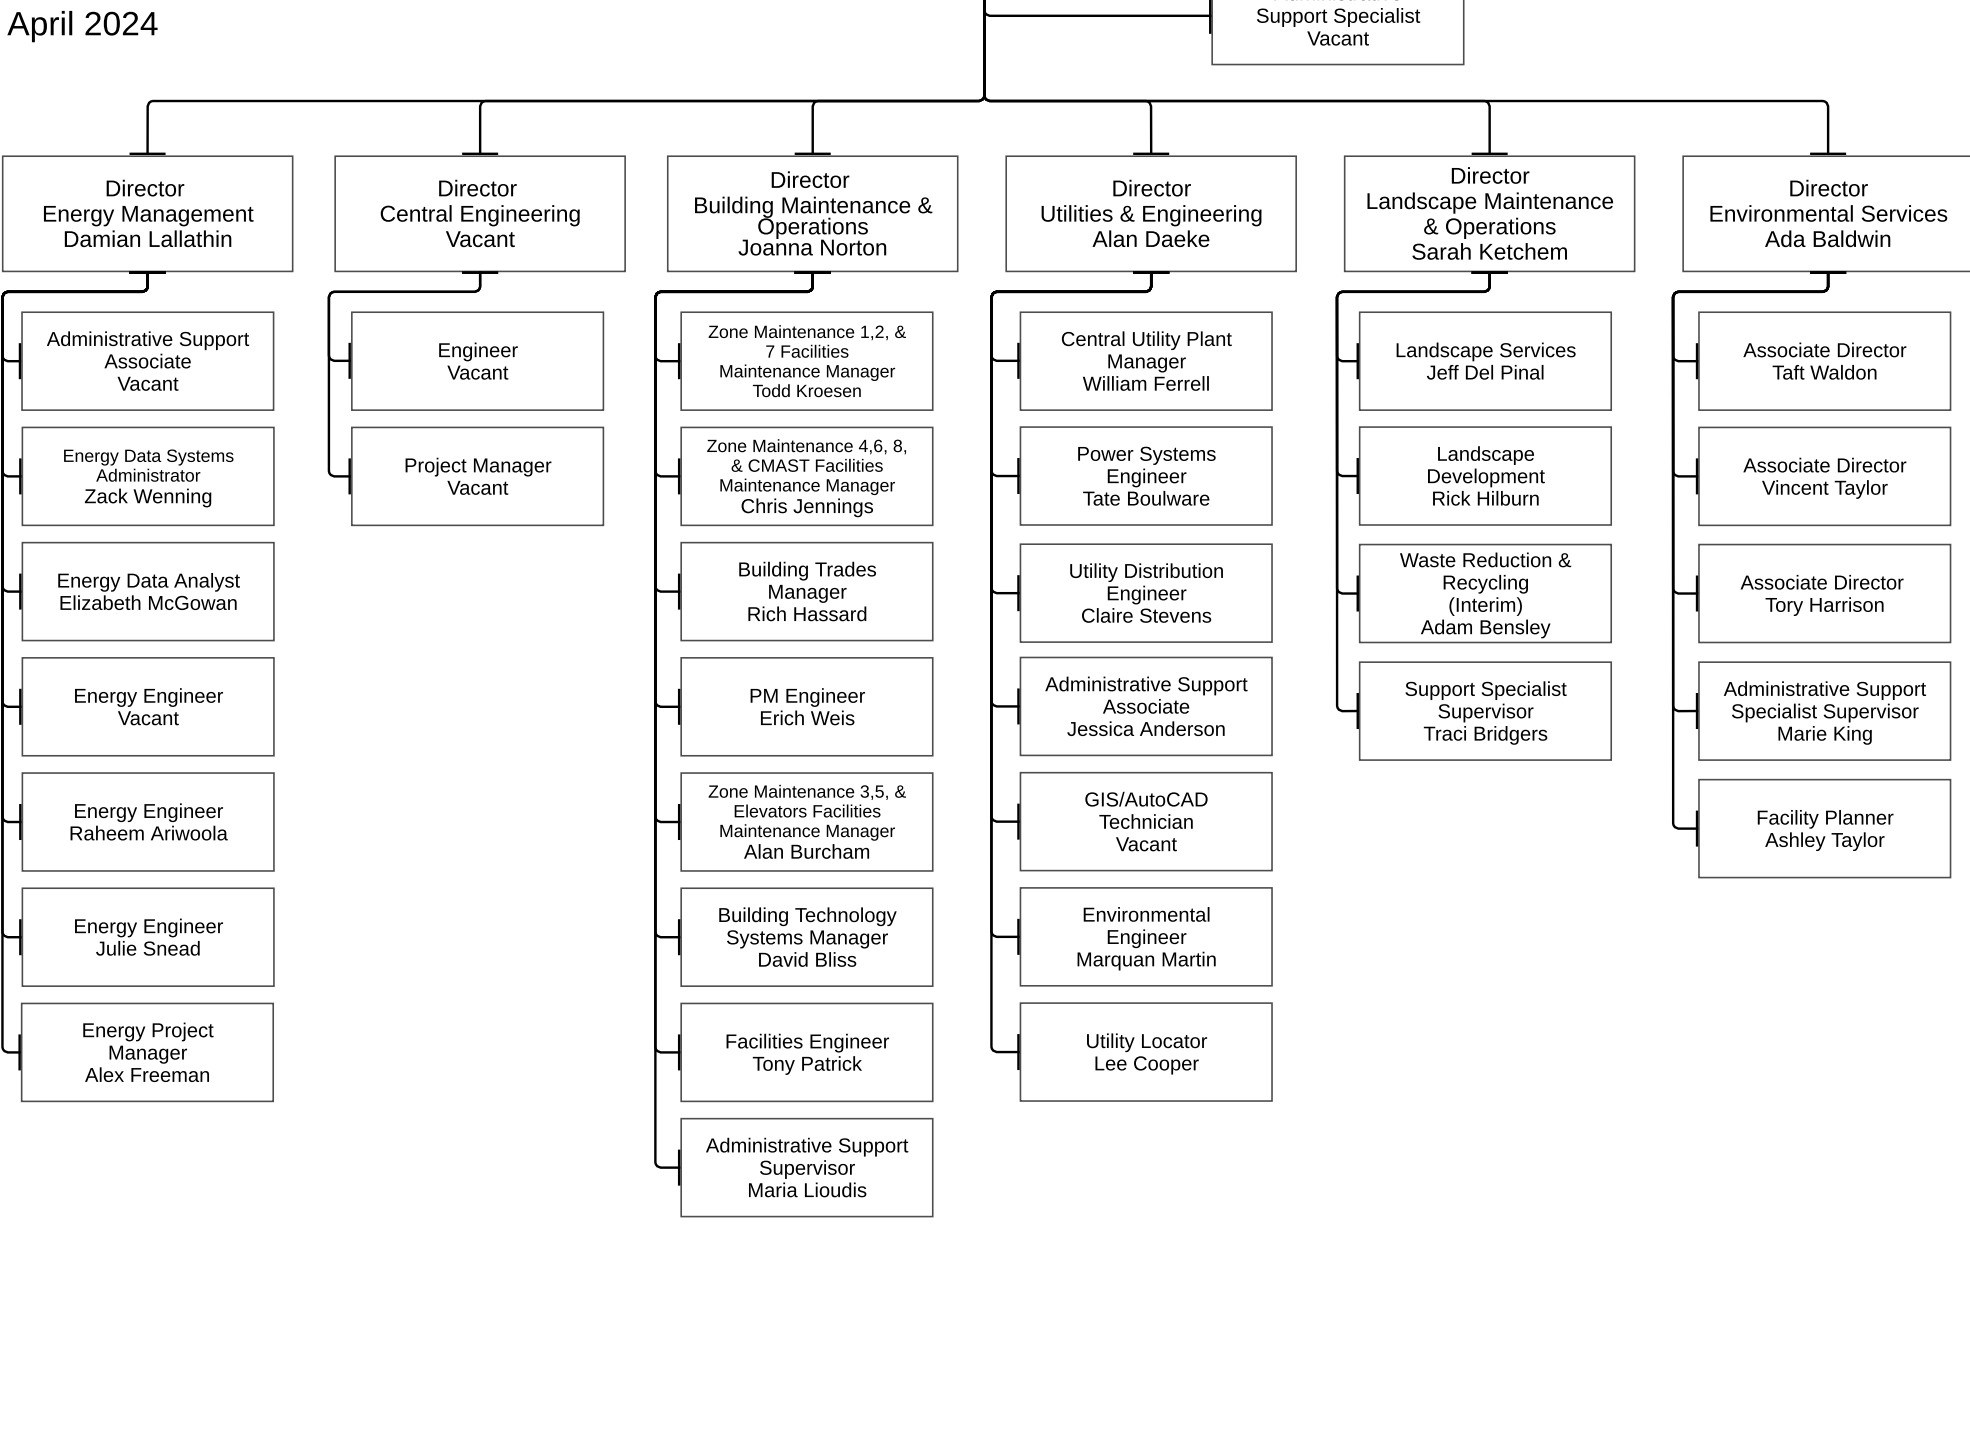 April 2024
Support Specialist
Vacant
Director
Energy Management
Damian Lallathin
Administrative Support
Associate
Vacant
Energy Data Systems
Administrator
Zack Wenning
Energy Data Analyst
Elizabeth McGowan
Energy Engineer
Vacant
Energy Engineer
Raheem Ariwoola
Energy Engineer
Julie Snead
Energy Project
Manager
Alex Freeman
Director
Central Engineering
Vacant
Engineer
Vacant
Project Manager
Vacant
Director
Building Maintenance &
Operations
Joanna Norton
Zone Maintenance 1,2, &
7 Facilities
Maintenance Manager
Todd Kroesen
Zone Maintenance 4,6, 8,
& CMAST Facilities
Maintenance Manager
Chris Jennings
Building Trades
Manager
Rich Hassard
PM Engineer
Erich Weis
Zone Maintenance 3,5, &
Elevators Facilities
Maintenance Manager
Alan Burcham
Building Technology
Systems Manager
David Bliss
Facilities Engineer
Tony Patrick
Administrative Support
Supervisor
Maria Lioudis
Director
Utilities & Engineering
Alan Daeke
Central Utility Plant
Manager
William Ferrell
Power Systems
Engineer
Tate Boulware
Utility Distribution
Engineer
Claire Stevens
Administrative Support
Associate
Jessica Anderson
GIS/AutoCAD
Technician
Vacant
Environmental
Engineer
Marquan Martin
Utility Locator
Lee Cooper
Director
Landscape Maintenance
& Operations
Sarah Ketchem
Landscape Services
Jeff Del Pinal
Landscape
Development
Rick Hilburn
Waste Reduction &
Recycling
(Interim)
Adam Bensley
Support Specialist
Supervisor
Traci Bridgers
Director
Environmental Services
Ada Baldwin
Associate Director
Taft Waldon
Associate Director
Vincent Taylor
Associate Director
Tory Harrison
Administrative Support
Specialist Supervisor
Marie King
Facility Planner
Ashley Taylor